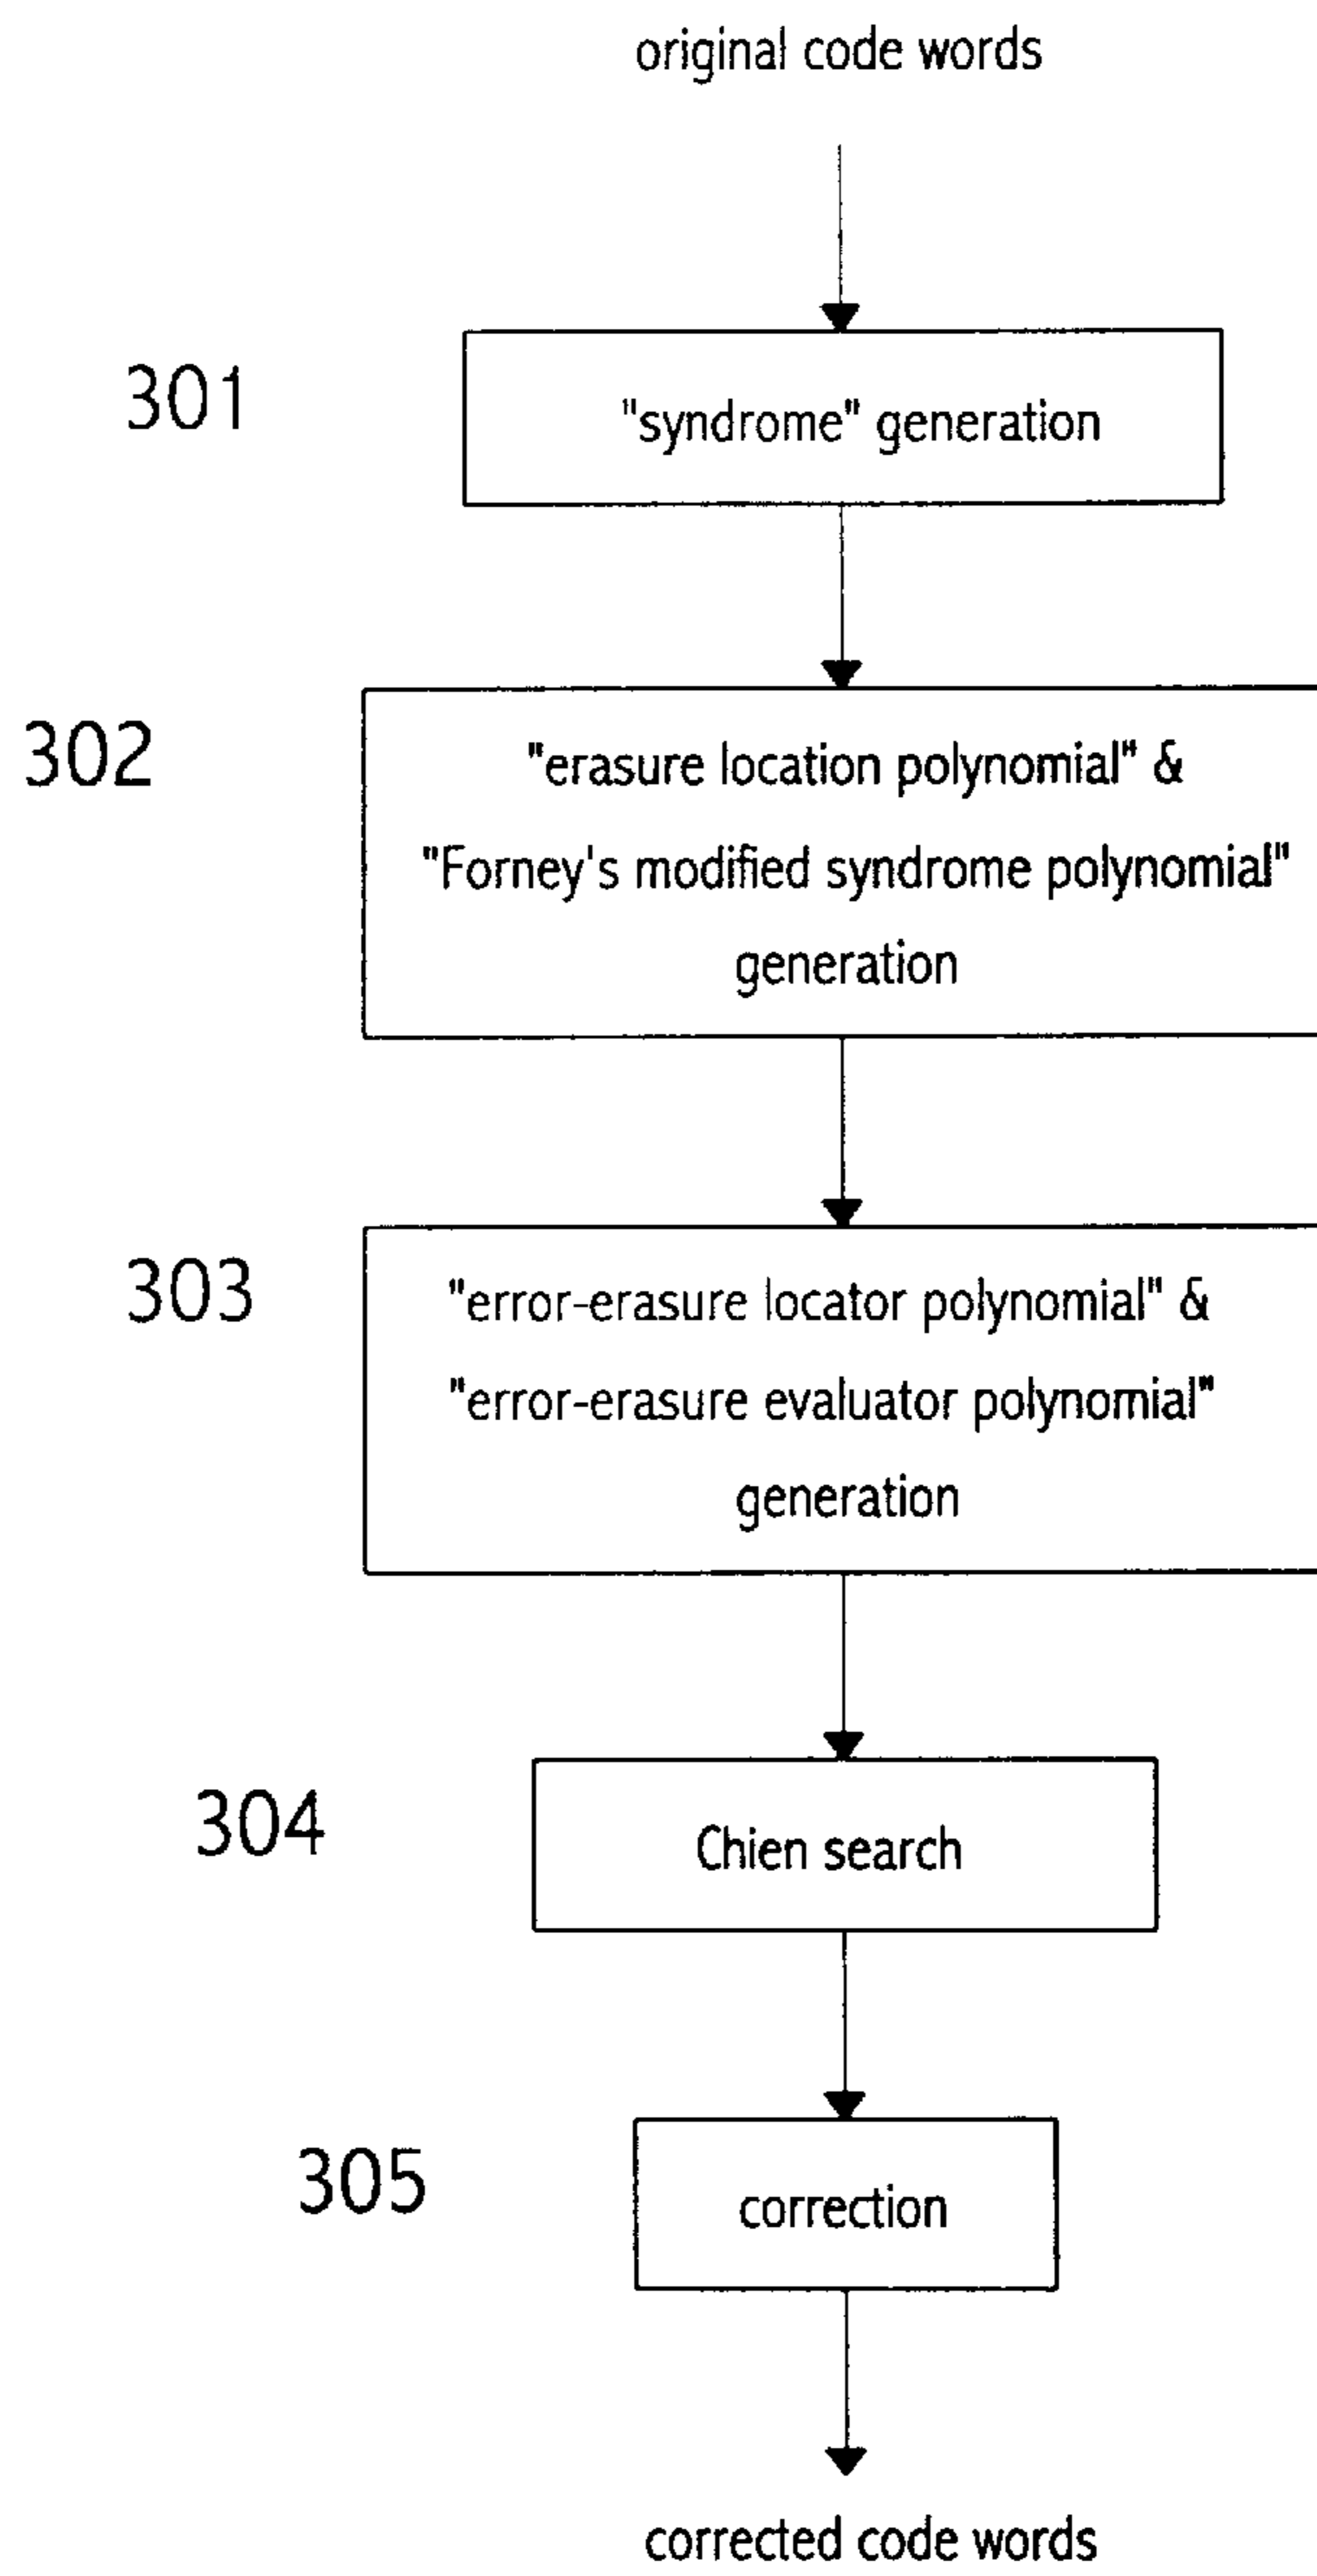 original code words
301
"syndrome" generation
302
"erasure location polynomial" &
"Forney's modified syndrome polynomial"
generation
303
"error-erasure locator polynomial" &
"error-erasure evaluator polynomial"
generation
304
Chien search
305
correction
corrected code words